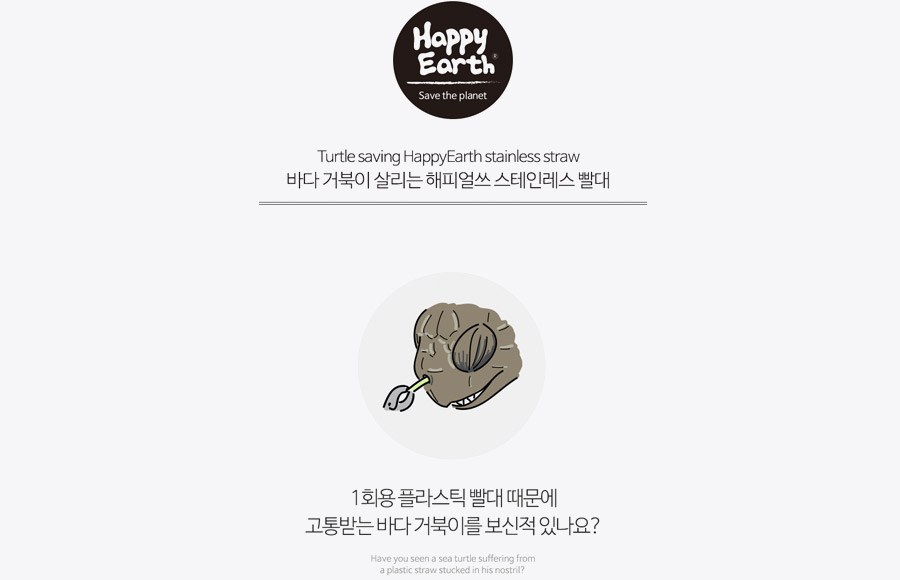 Happy
Earth®
Save the planet
Turtle saving HappyEarth stainless straw
바다 거북이 살리는 해피얼쓰 스테인레스 빨대
1회용 플라스틱 빨대 때문에
고통받는 바다 거북이를 보신적 있나요?
Have you seen a sea turtle suffering from
a plastic straw stucked in his nostril?